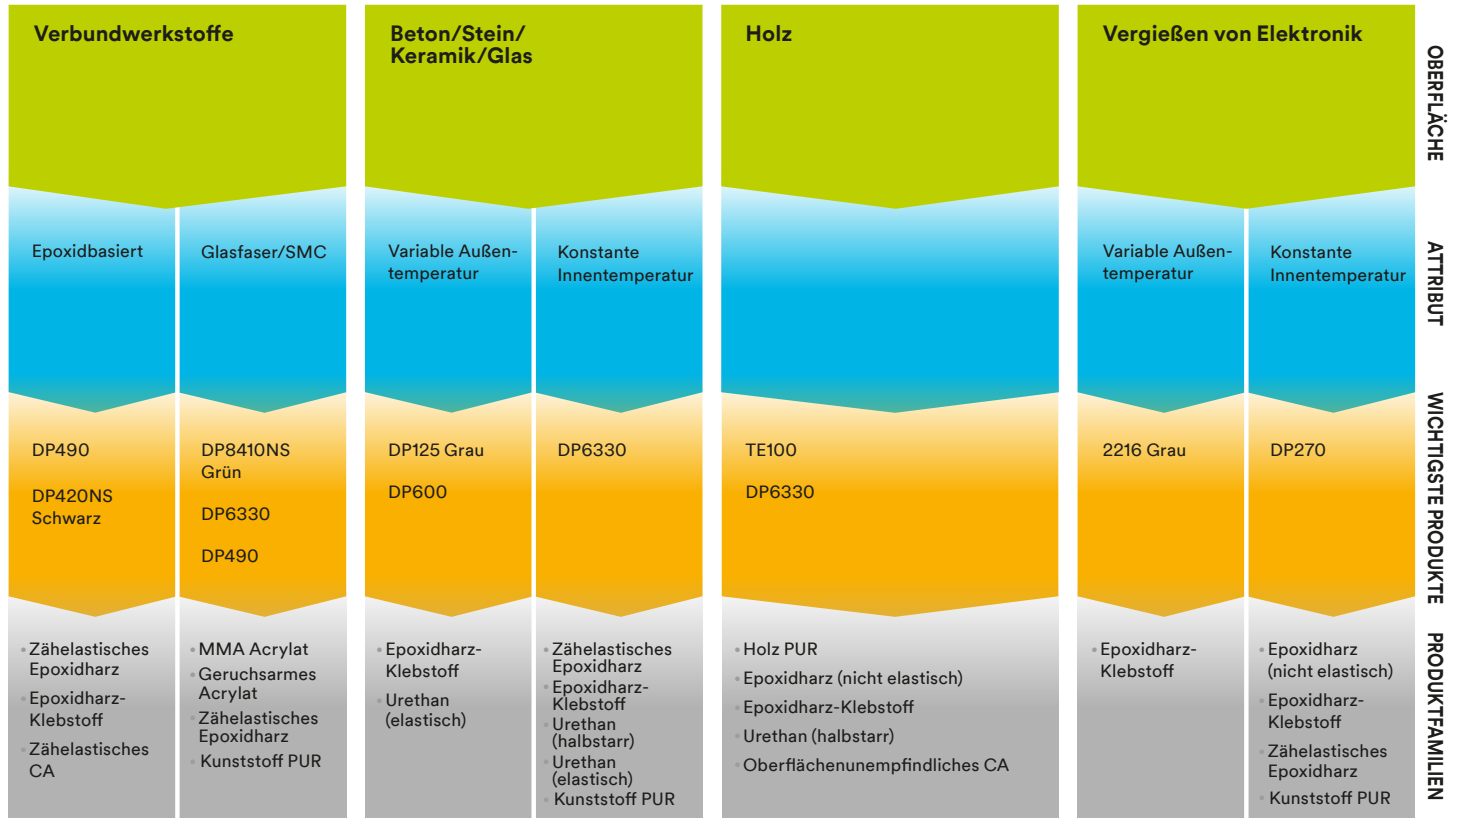 Verbundwerkstoffe
Beton/Stein/
Keramik/Glas
Holz
Vergießen von Elektronik
OBERFLÄCHE
Epoxidbasiert
Glasfaser/SMC
Variable Außen-
temperatur
Konstante
Innentemperatur
Variable Außen-
temperatur
Konstante
Innentemperatur
ATTRIBUT
DP490
DP420NS
Schwarz
DP8410NS
Grün
DP6330
DP490
DP125 Grau
DP600
DP6330
TE100
DP6330
2216 Grau
DP270
WICHTIGSTE PRODUKTE
• Zähelastisches
Epoxidharz
• Epoxidharz-
Klebstoff
• Zähelastisches
CA
• MMA Acrylat
• Geruchsarmes
Acrylat
• Zähelastisches
Epoxidharz
• Kunststoff PUR
• Epoxidharz-
Klebstoff
• Urethan
(elastisch)
• Zähelastisches
Epoxidharz
• Epoxidharz-
Klebstoff
• Urethan
(halbstarr)
• Urethan
(elastisch)
• Kunststoff PUR
• Holz PUR
• Epoxidharz (nicht elastisch)
• Epoxidharz-Klebstoff
• Urethan (halbstarr)
• Oberflächenunempfindliches CA
• Epoxidharz-
Klebstoff
• Epoxidharz
(nicht elastisch)
• Epoxidharz-
Klebstoff
• Zähelastisches
Epoxidharz
• Kunststoff PUR
PRODUKTFAMILIEN